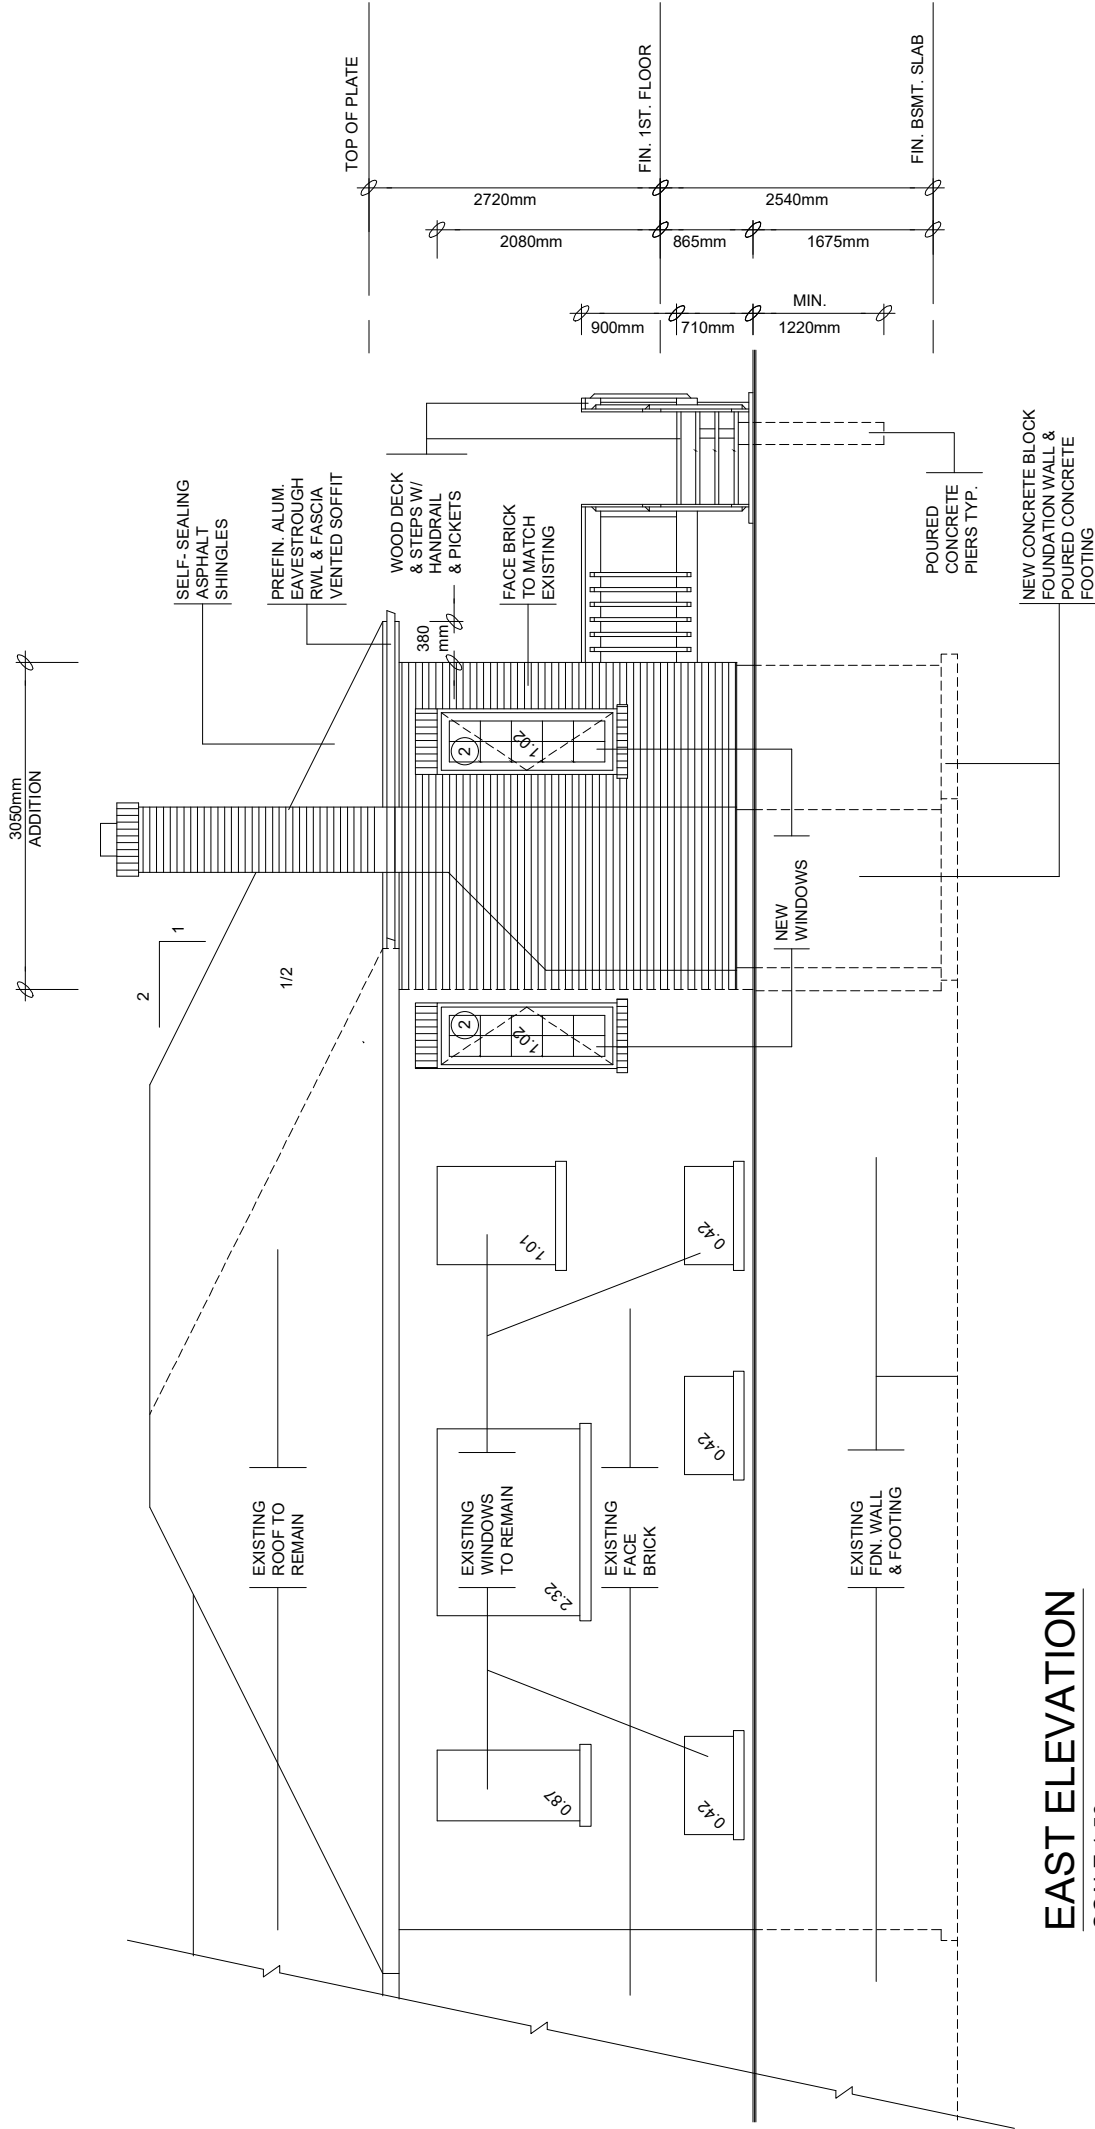 3050mm
ADDITION
2
1
1/2
SELF- SEALING
ASPHALT
SHINGLES
PREFIN. ALUM.
EAVESTROUGH
RWL & FASCIA
VENTED SOFFIT
WOOD DECK
& STEPS W/
HANDRAIL
& PICKETS
380
mm
FACE BRICK
TO MATCH
EXISTING
TOP OF PLATE
FIN. 1ST. FLOOR
FIN. BSMT. SLAB
2720mm
2540mm
2080mm
865mm
1675mm
900mm
710mm
MIN.
1220mm
2
1.02
2
1.02
NEW
WINDOWS
POURED
CONCRETE
PIERS TYP.
NEW CONCRETE BLOCK
FOUNDATION WALL &
POURED CONCRETE
FOOTING
EXISTING
ROOF TO
REMAIN
EXISTING
WINDOWS
TO REMAIN
EXISTING
FACE
BRICK
EXISTING
FDN. WALL
& FOOTING
0.87
2.32
1.01
0.42
0.42
0.42
EAST ELEVATION